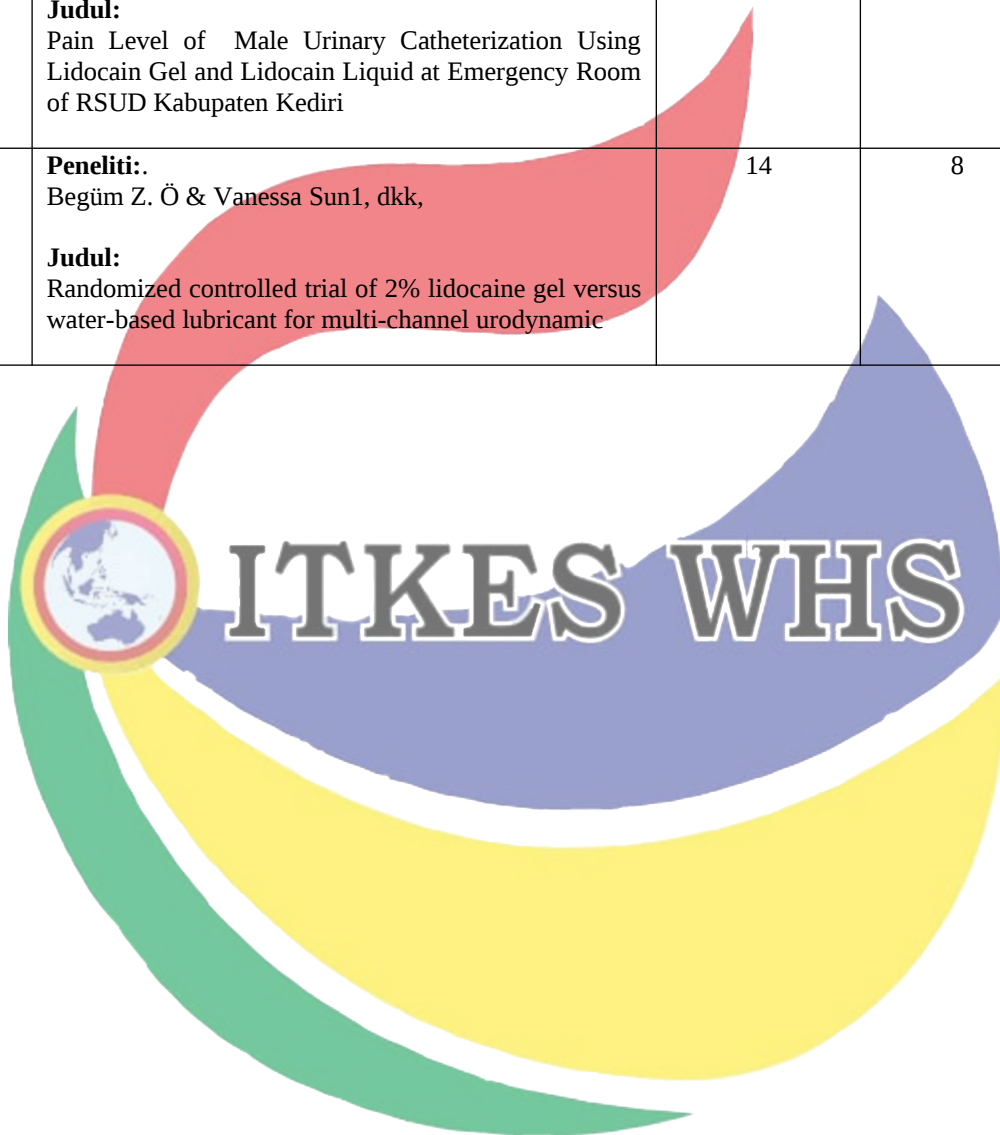 Judul:
Pain Level of Male Urinary Catheterization Using
Lidocain Gel and Lidocain Liquid at Emergency Room
of RSUD Kabupaten Kediri
Peneliti:. 14 8
Begüm Z. Ö & Vanessa Sun1, dkk,
Judul:
Randomized controlled trial of 2% lidocaine gel versus
water-based lubricant for multi-channel urodynamic
ITKES WHS